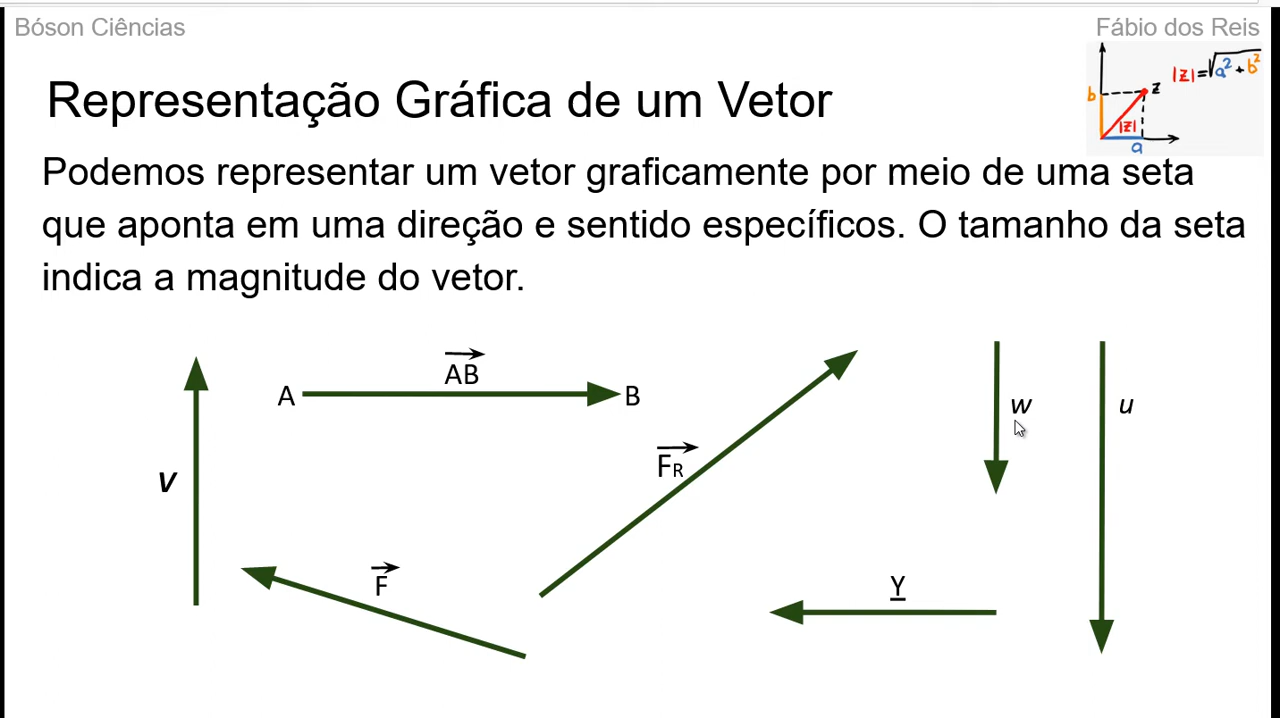 Bóson Ciências
Fábio dos Reis
|z|=√a²+b²
b
z
|z|
a
Representação Gráfica de um Vetor
Podemos representar um vetor graficamente por meio de uma seta
que aponta em uma direção e sentido específicos. O tamanho da seta
indica a magnitude do vetor.
AB
A
B
w
u
FR
V
F
Y